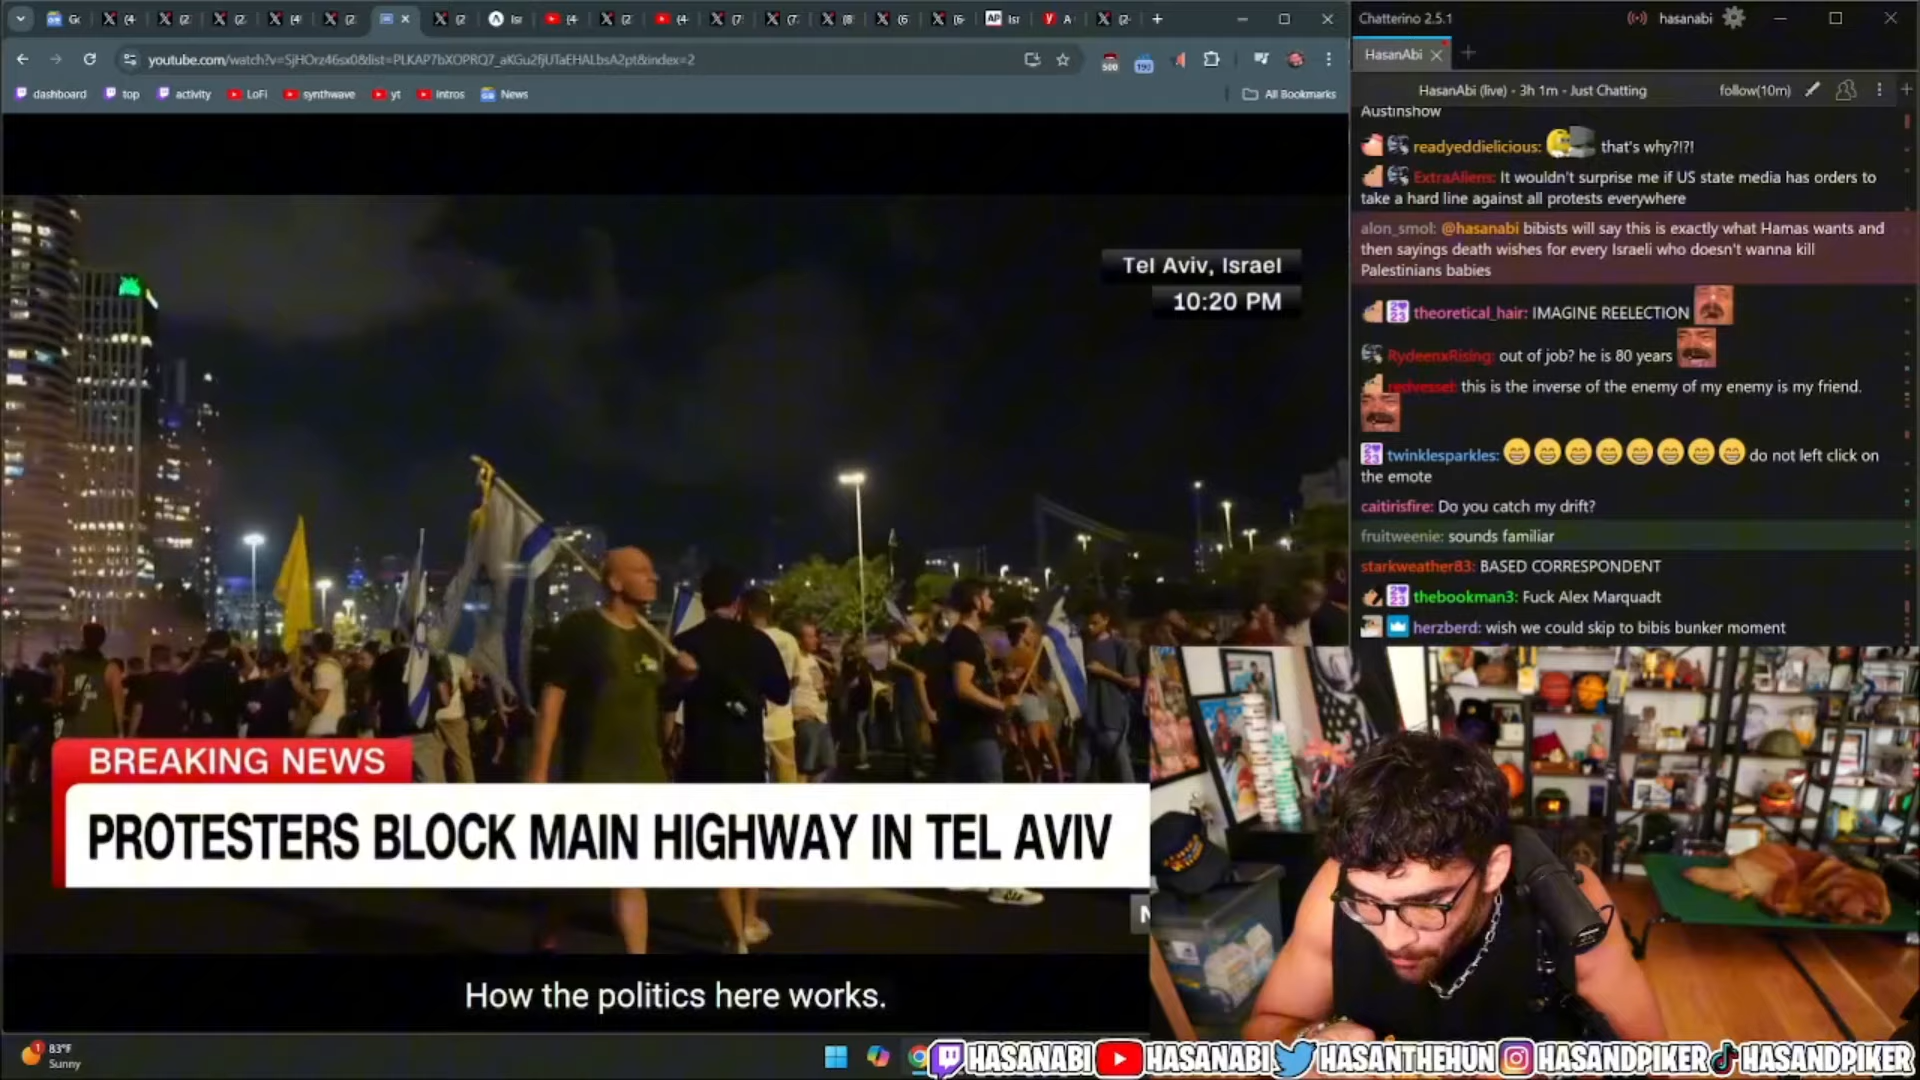 youtube.com/watch?v=SjHOrz46sx0&list=PLKAP7bXOPRQ7_aKGu2fjUTaEHALbsA2pt&index=2
dashboard top activity LoFi synthwave yt intros News All Bookmarks
500 190
Tel Aviv, Israel
10:20 PM
BREAKING NEWS
PROTESTERS BLOCK MAIN HIGHWAY IN TEL AVIV
How the politics here works.
Chatterino 2.5.1 hasanabi
HasanAbi
HasanAbi (live) - 3h 1m - Just Chatting follow(10m)
Austinshow
readyeddielicious: that's why?!?!
ExtraAliens: It wouldn't surprise me if US state media has orders to
take a hard line against all protests everywhere
alon_smol: @hasanabi bibists will say this is exactly what Hamas wants and
then sayings death wishes for every Israeli who doesn't wanna kill
Palestinians babies
theoretical_hair: IMAGINE REELECTION
RydeenxRising: out of job? he is 80 years
redvessel: this is the inverse of the enemy of my enemy is my friend.
twinklesparkles: do not left click on
the emote
caitirisfire: Do you catch my drift?
fruitweenie: sounds familiar
starkweather83: BASED CORRESPONDENT
thebookman3: Fuck Alex Marquadt
herzberd: wish we could skip to bibis bunker moment
1 83°F
Sunny
HASANABI HASANABI HASANTHEHUN HASANDPIKER HASANDPIKER